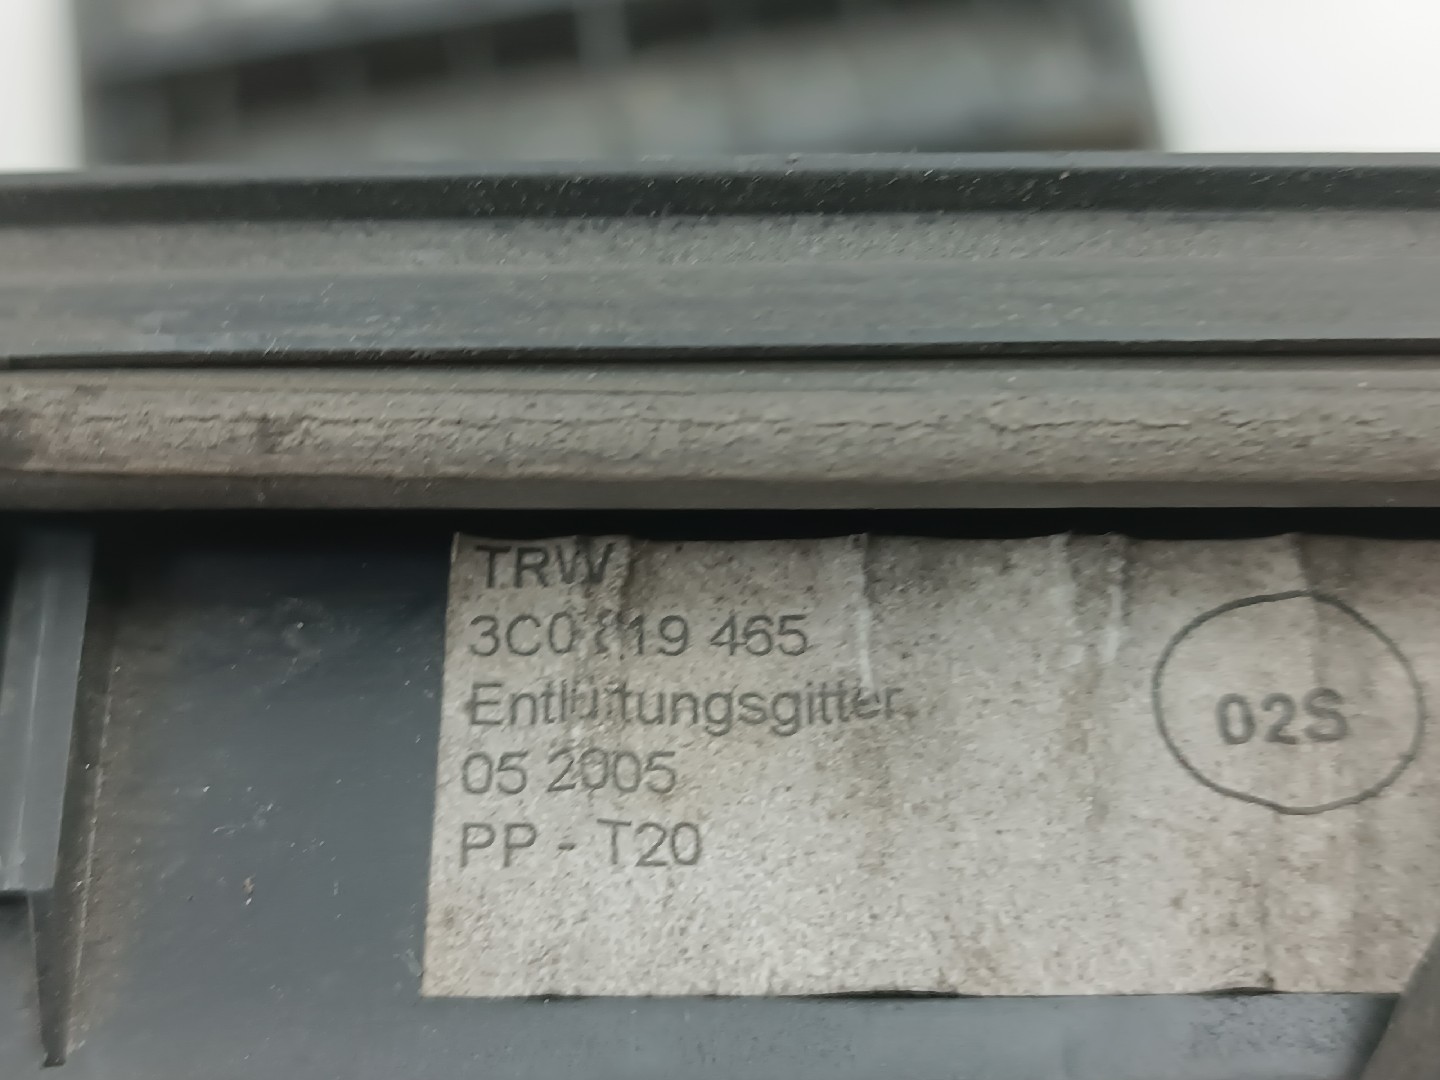 TRW
3C0 819 465
Entlüftungsgitter
05 2005
PP - T20
02S